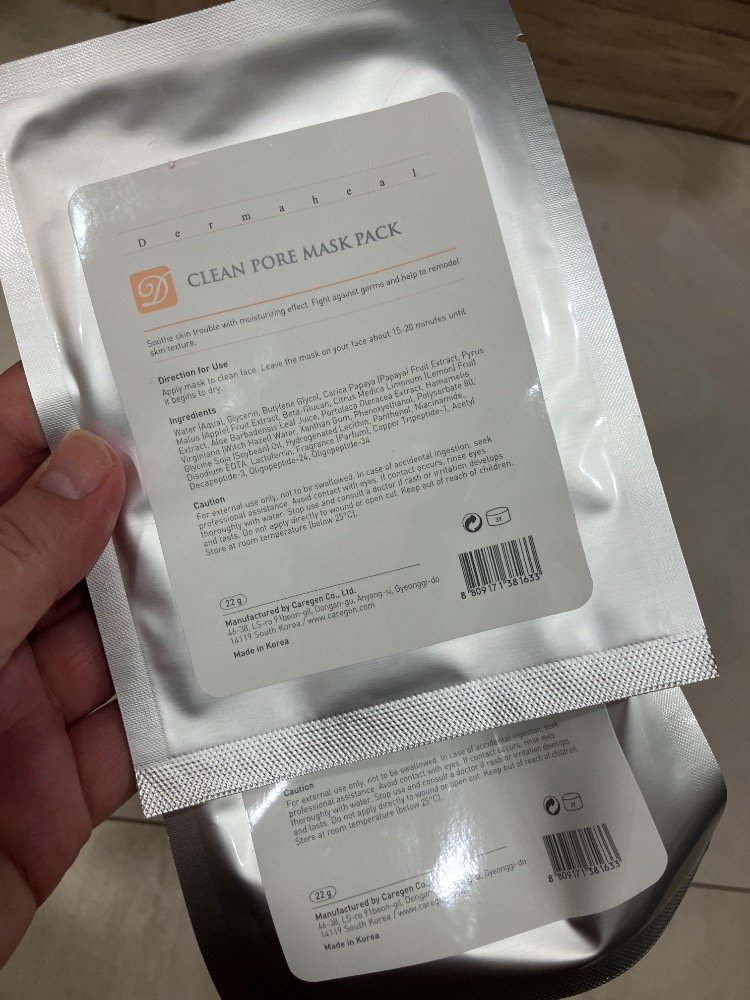 Dermaheal
D
CLEAN PORE MASK PACK
Soothe skin trouble with moisturizing effect. Fight against germs and help to remodel
skin texture.
Direction for Use
Apply mask to clean face. Leave the mask on your face about 15-20 minutes until
it begins to dry.
Ingredients
Water (Aqua), Glycerin, Butylene Glycol, Carica Papaya (Papaya) Fruit Extract, Pyrus
Malus (Apple) Fruit Extract, Beta-Glucan, Citrus Medica Limonum (Lemon) Fruit
Extract, Aloe Barbadensis Leaf Juice, Portulaca Oleracea Extract, Hamamelis
Virginiana (Witch Hazel) Water, Xanthan Gum, Phenoxyethanol, Polysorbate 80,
Glycine Soja (Soybean) Oil, Hydrogenated Lecithin, Panthenol, Niacinamide,
Disodium EDTA, Lactoferrin, Fragrance (Parfum), Copper Tripeptide-1, Acetyl
Decapeptide-3, Oligopeptide-24, Oligopeptide-34
Caution
For external use only, not to be swallowed. In case of accidental ingestion, seek
professional assistance. Avoid contact with eyes. If contact occurs, rinse eyes
thoroughly with water. Stop use and consult a doctor if rash or irritation develops
and lasts. Do not apply directly to wound or open cut. Keep out of reach of children.
Store at room temperature (below 25°C).
22 g
Manufactured by Caregen Co., Ltd.
46-38, LS-ro 91beon-gil, Dongan-gu, Anyang-si, Gyeonggi-do
14119 South Korea / www.caregen.com
Made in Korea
8 809171 381633
Caution
For external use only, not to be swallowed. In case of accidental ingestion, seek
professional assistance. Avoid contact with eyes. If contact occurs, rinse eyes
thoroughly with water. Stop use and consult a doctor if rash or irritation develops
and lasts. Do not apply directly to wound or open cut. Keep out of reach of children.
Store at room temperature (below 25°C).
22 g
Manufactured by Caregen Co.,
46-38, LS-ro 91beon-gil, Dongan Gyeonggi-do
14119 South Korea / www.careg
Made in Korea
8 809171 381633